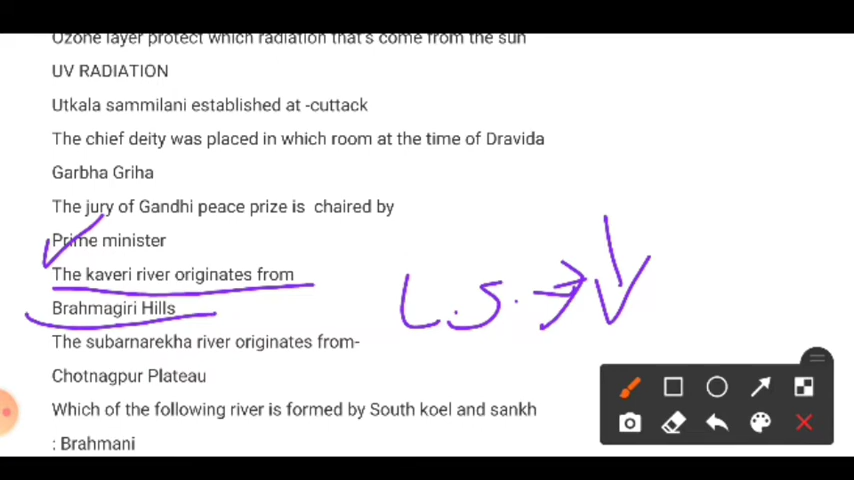 Ozone layer protect which radiation that's come from the sun
UV RADIATION
Utkala sammilani established at -cuttack
The chief deity was placed in which room at the time of Dravida
Garbha Griha
The jury of Gandhi peace prize is chaired by
Prime minister
The kaveri river originates from
Brahmagiri Hills
L.S.
The subarnarekha river originates from-
Chotnagpur Plateau
Which of the following river is formed by South koel and sankh
: Brahmani